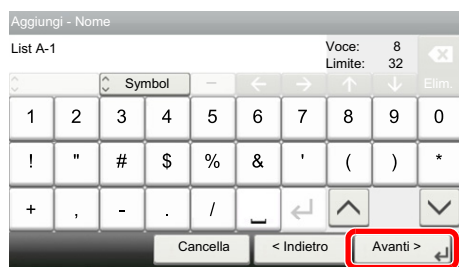 Aggiungi - Nome
List A-1 Voce: 8
Limite: 32
Symbol - Elim.
1 2 3 4 5 6 7 8 9 0
! " # $ % & ' ( ) *
+ , - . / _
Cancella < Indietro Avanti >